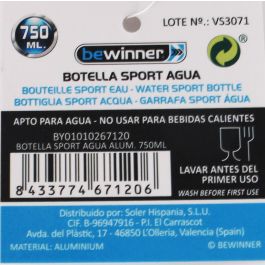 750
ML.
LOTE Nº.: VS3071
bewinner
BOTELLA SPORT AGUA
BOUTEILLE SPORT EAU - WATER SPORT BOTTLE
BOTTIGLIA SPORT ACQUA - GARRAFA SPORT ÁGUA
APTO PARA AGUA - NO USAR PARA BEBIDAS CALIENTES
BY01010267120
BOTELLA SPORT AGUA ALUM. 750ML
8 433774 671206
LAVAR ANTES DEL
PRIMER USO
WASH BEFORE FIRST USE
Distribuido por: Soler Hispania, S.L.U.
CIF. B-96947916 - P.I. El Carrascot
Avda. del Plàstic, 17 - 46850 L'Olleria, Valencia (Spain)
MATERIAL: ALUMINIUM
© BEWINNER